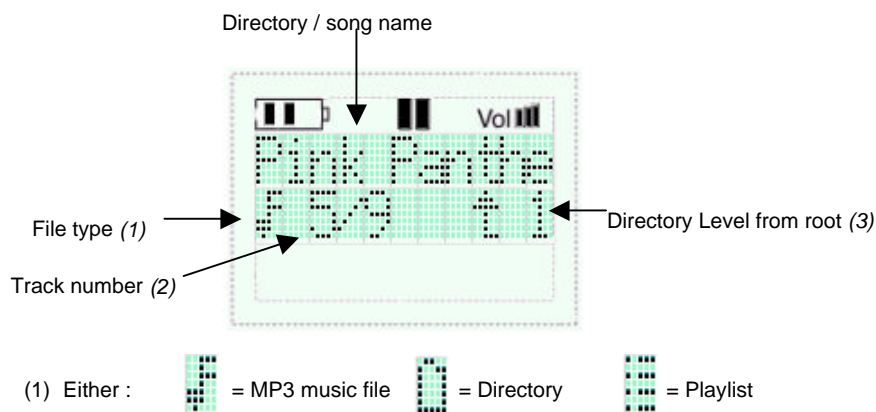 Directory / song name
Vol
Pink Panthe
5/9 ↑ 1
File type (1)
Directory Level from root (3)
Track number (2)
(1) Either : = MP3 music file = Directory = Playlist